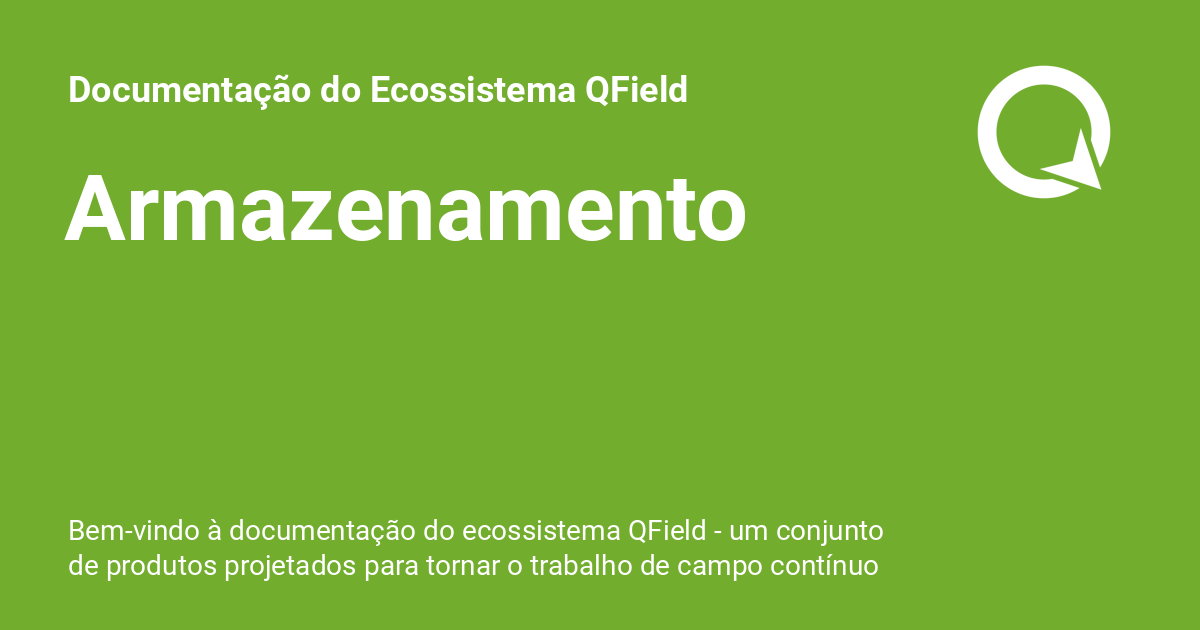 Documentação do Ecossistema QField
Armazenamento
Bem-vindo à documentação do ecossistema QField - um conjunto
de produtos projetados para tornar o trabalho de campo contínuo